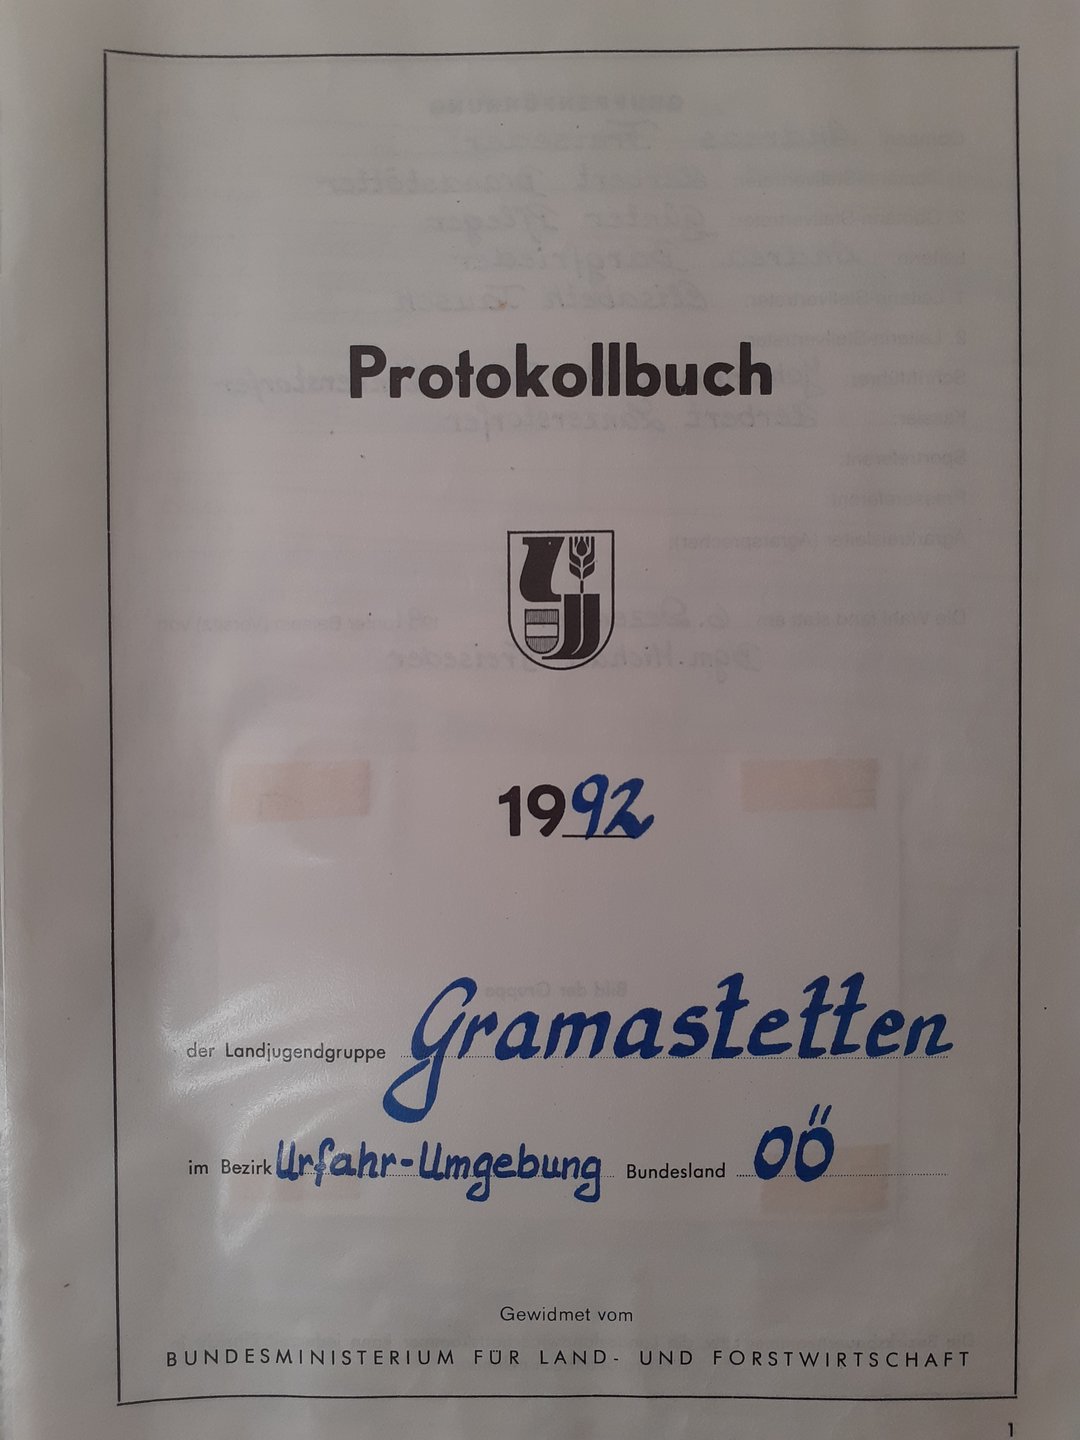 Protokollbuch
1992
der Landjugendgruppe Gramastetten
im Bezirk Urfahr-Umgebung Bundesland OÖ
Gewidmet vom
BUNDESMINISTERIUM FÜR LAND- UND FORSTWIRTSCHAFT
1